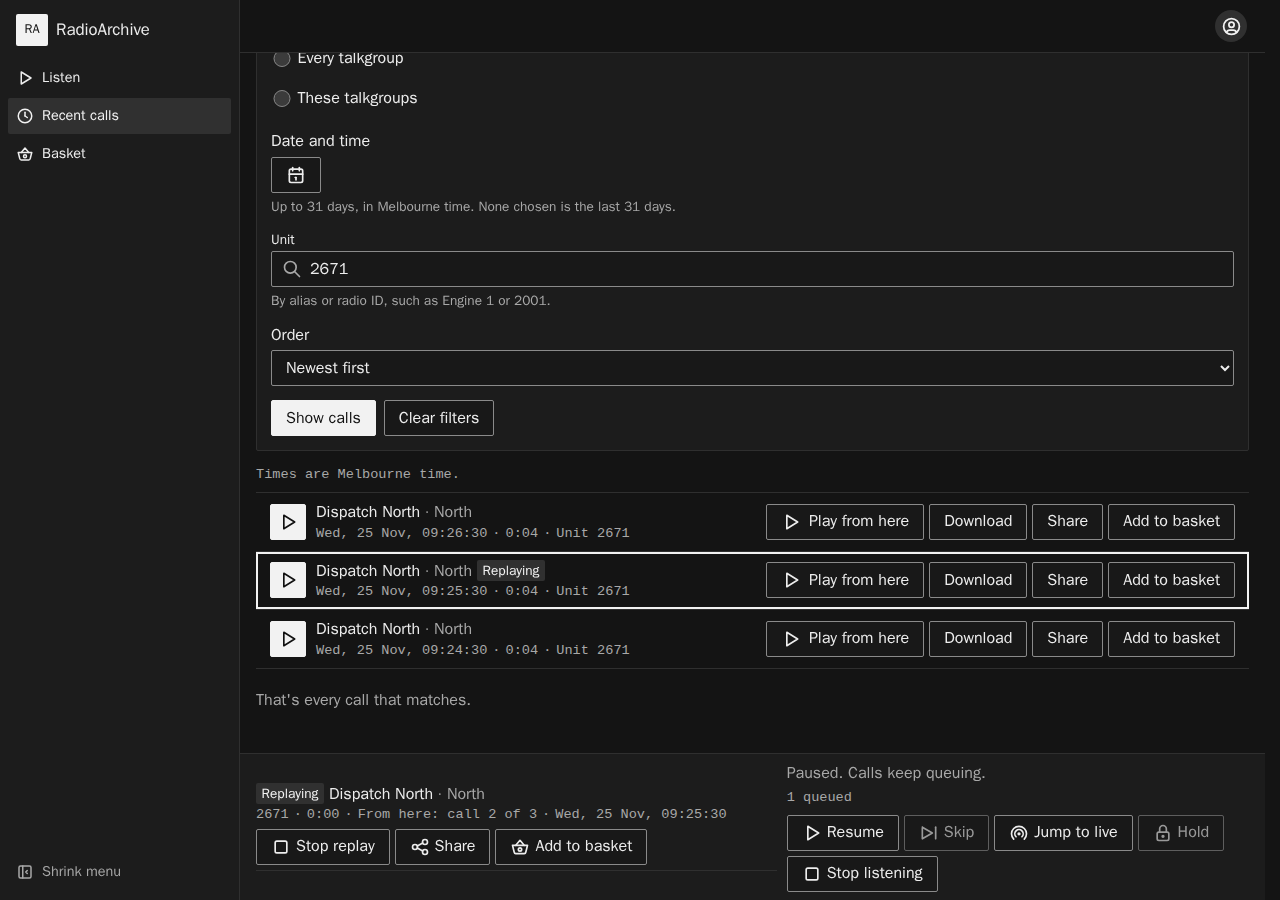 RA RadioArchive
Listen
Recent calls
Basket
Shrink menu
Every talkgroup
These talkgroups
Date and time
Up to 31 days, in Melbourne time. None chosen is the last 31 days.
Unit
2671
By alias or radio ID, such as Engine 1 or 2001.
Order
Newest first
Show calls Clear filters
Times are Melbourne time.
Dispatch North · North
Wed, 25 Nov, 09:26:30 · 0:04 · Unit 2671
Play from here Download Share Add to basket
Dispatch North · North Replaying
Wed, 25 Nov, 09:25:30 · 0:04 · Unit 2671
Play from here Download Share Add to basket
Dispatch North · North
Wed, 25 Nov, 09:24:30 · 0:04 · Unit 2671
Play from here Download Share Add to basket
That's every call that matches.
Replaying Dispatch North · North
2671 · 0:00 · From here: call 2 of 3 · Wed, 25 Nov, 09:25:30
Stop replay Share Add to basket
Paused. Calls keep queuing.
1 queued
Resume Skip Jump to live Hold
Stop listening